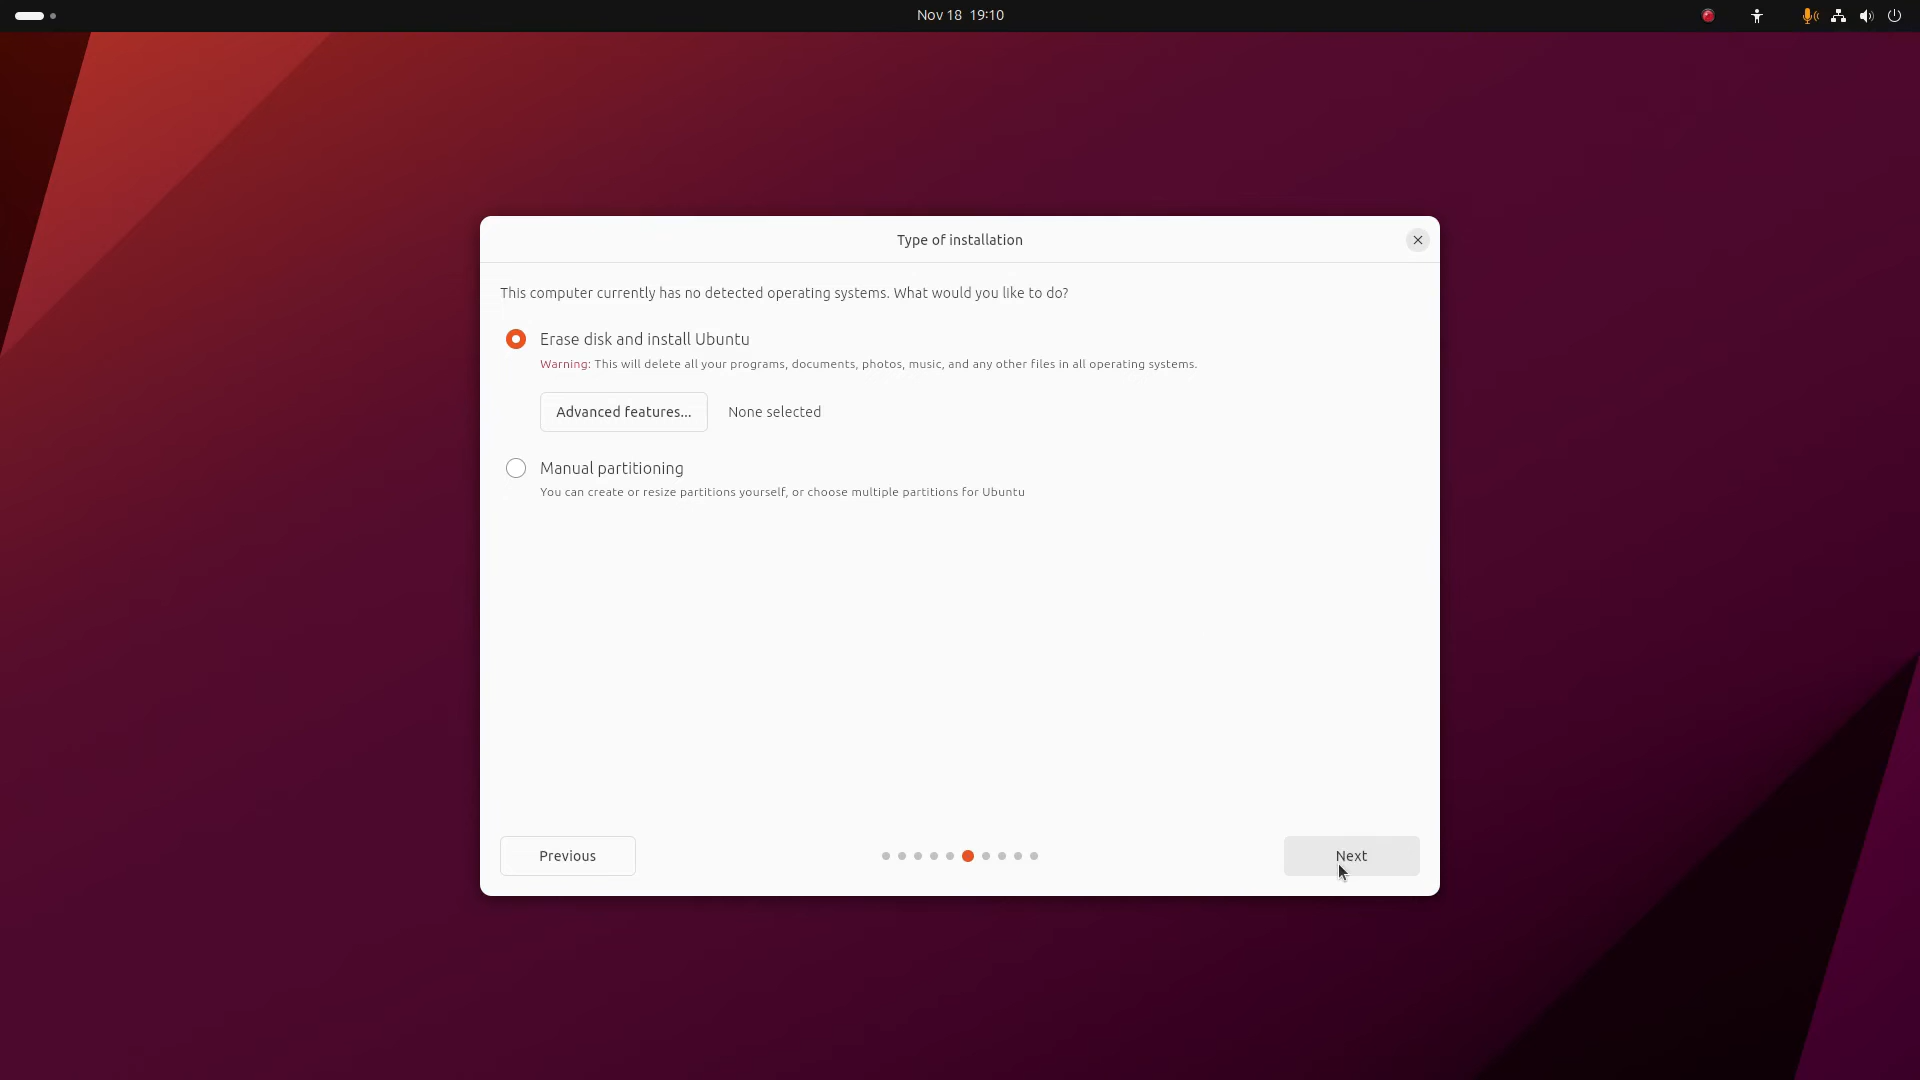 Nov 18 19:10
Type of installation
This computer currently has no detected operating systems. What would you like to do?
Erase disk and install Ubuntu
Warning: This will delete all your programs, documents, photos, music, and any other files in all operating systems.
Advanced features...
None selected
Manual partitioning
You can create or resize partitions yourself, or choose multiple partitions for Ubuntu
Previous
Next